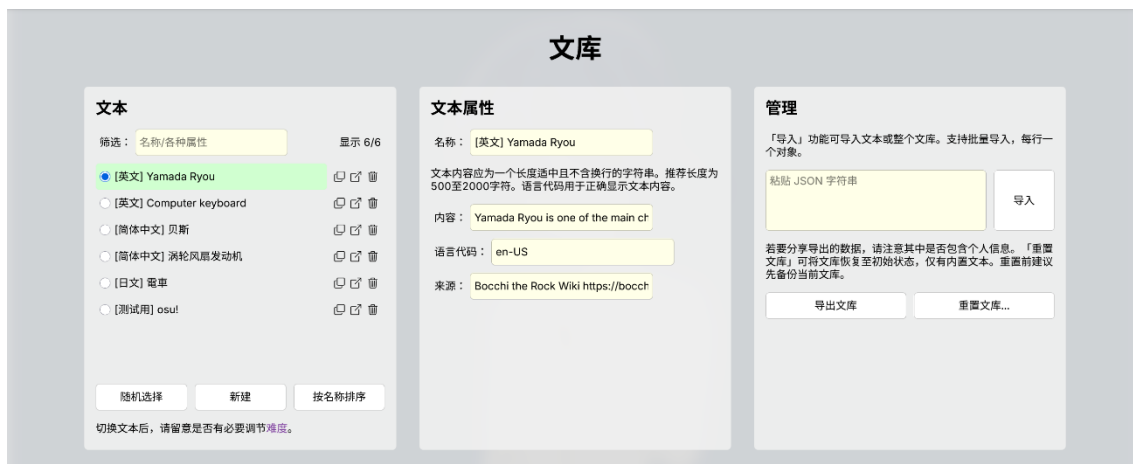 文库
文本
筛选： 名称/各种属性 显示 6/6
[英文] Yamada Ryou
[英文] Computer keyboard
[简体中文] 贝斯
[简体中文] 涡轮风扇发动机
[日文] 電車
[测试用] osu!
随机选择 新建 按名称排序
切换文本后，请留意是否有必要调节难度。
文本属性
名称： [英文] Yamada Ryou
文本内容应为一个长度适中且不含换行的字符串。推荐长度为
500至2000字符。语言代码用于正确显示文本内容。
内容： Yamada Ryou is one of the main ch
语言代码： en-US
来源： Bocchi the Rock Wiki https://bocch
管理
「导入」功能可导入文本或整个文库。支持批量导入，每行一
个对象。
粘贴 JSON 字符串
导入
若要分享导出的数据，请注意其中是否包含个人信息。「重置
文库」可将文库恢复至初始状态，仅有内置文本。重置前建议
先备份当前文库。
导出文库 重置文库...